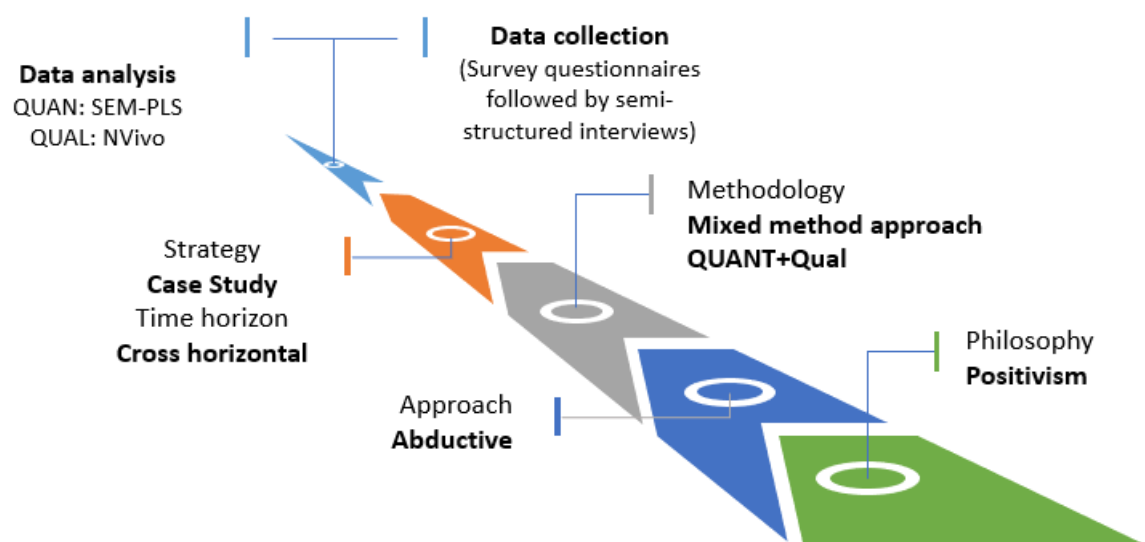 Data analysis
QUAN: SEM-PLS
QUAL: NVivo
Data collection
(Survey questionnaires
followed by semi-
structured interviews)
Methodology
Mixed method approach
QUANT+Qual
Strategy
Case Study
Time horizon
Cross horizontal
Philosophy
Positivism
Approach
Abductive